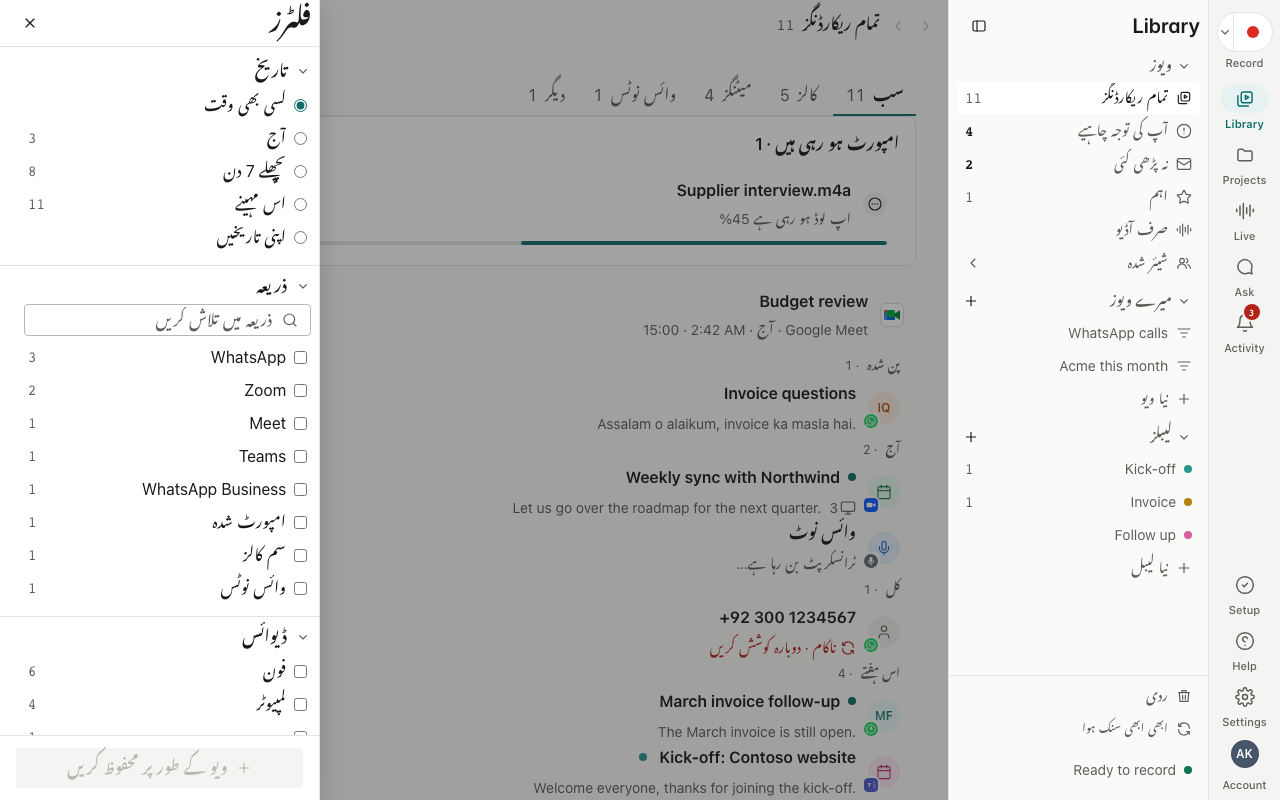 Record
Library
Projects
Live
Ask
3
Activity
Setup
Help
Settings
AK
Account
Library
ویوز
تمام ریکارڈنگز 11
آپ کی توجہ چاہیے 4
نہ پڑھی گئی 2
اہم 1
صرف آڈیو
شیئر شدہ
میرے ویوز
WhatsApp calls
Acme this month
نیا ویو
لیبلز
Kick-off 1
Invoice 1
Follow up
نیا لیبل
ردی
ابھی ابھی سنک ہوا
Ready to record
تمام ریکارڈنگز 11
سب 11 کالز 5 میٹنگز 4 وائس نوٹس 1 دیگر 1
امپورٹ ہو رہی ہیں · 1
Supplier interview.m4a
اپ لوڈ ہو رہی ہے 45%
Budget review
Google Meet · آج · 2:42 AM · 15:00
پن شدہ · 1
IQ
Invoice questions
Assalam o alaikum, invoice ka masla hai.
آج · 2
Weekly sync with Northwind
Let us go over the roadmap for the next quarter. 3
وائس نوٹ
ٹرانسکرپٹ بن رہا ہے...
کل · 1
+92 300 1234567
ناکام · دوبارہ کوشش کریں
اس ہفتے · 4
MF
March invoice follow-up
The March invoice is still open.
Kick-off: Contoso website
Welcome everyone, thanks for joining the kick-off.
فلٹرز
تاریخ
کسی بھی وقت
آج 3
پچھلے 7 دن 8
اس مہینے 11
اپنی تاریخیں
ذریعہ
ذریعہ میں تلاش کریں
WhatsApp 3
Zoom 2
Meet 1
Teams 1
WhatsApp Business 1
امپورٹ شدہ 1
سم کالز 1
وائس نوٹس 1
ڈیوائس
فون 6
کمپیوٹر 4
ویو کے طور پر محفوظ کریں